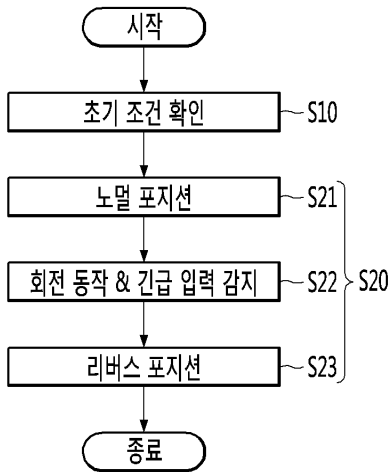 시작
초기 조건 확인 S10
노멀 포지션 S21
회전 동작 & 긴급 입력 감지 S22
S20
리버스 포지션 S23
종료